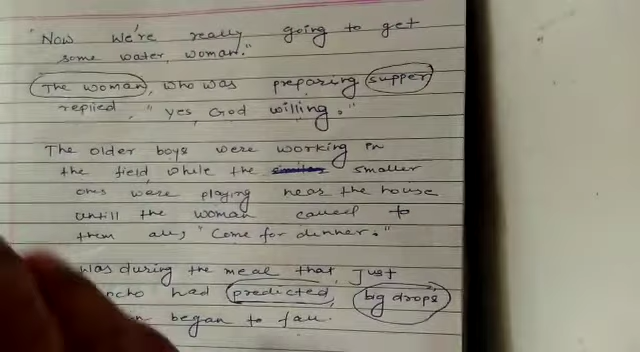 "Now We're really going to get
some water, woman."
The woman, who was preparing supper
replied, "yes, God willing."
The older boys were working in
the field, while the smaller
ones were playing near the house
untill the woman called to
them all, "Come for dinner."
was during the meal that, Just
had predicted, big drops
began to fall.